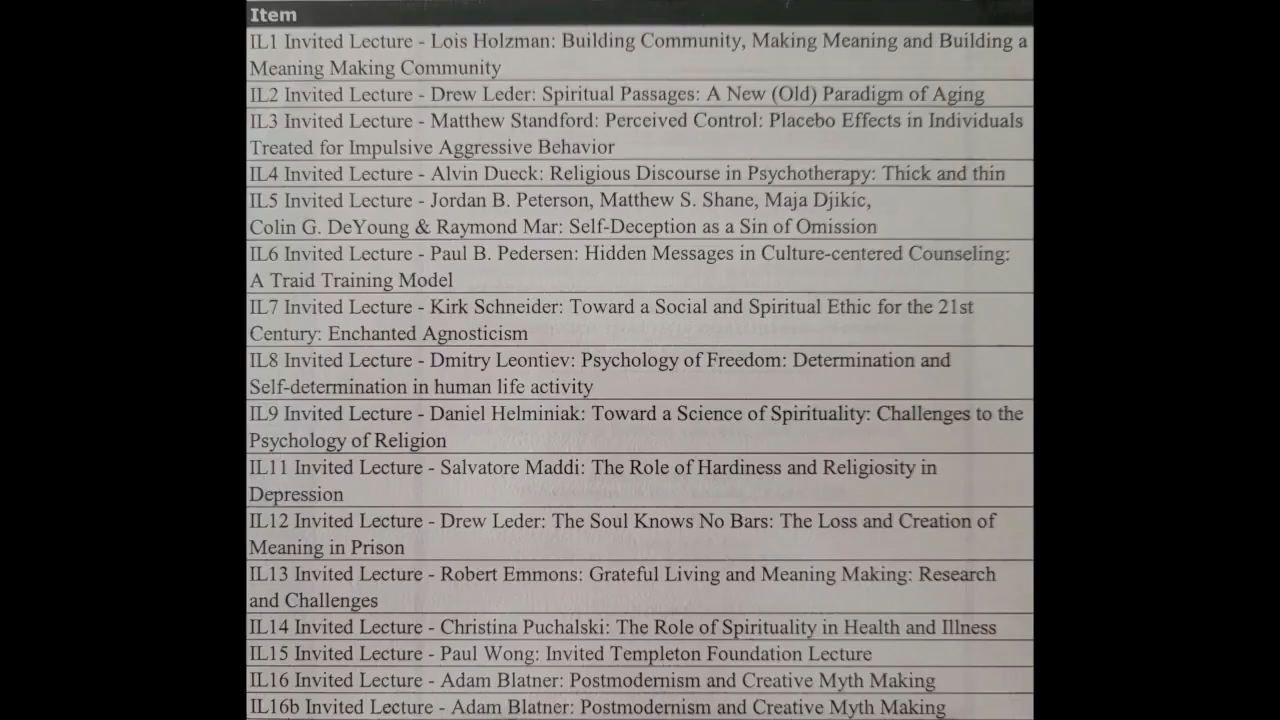 Item
IL1 Invited Lecture - Lois Holzman: Building Community, Making Meaning and Building a
Meaning Making Community
IL2 Invited Lecture - Drew Leder: Spiritual Passages: A New (Old) Paradigm of Aging
IL3 Invited Lecture - Matthew Standford: Perceived Control: Placebo Effects in Individuals
Treated for Impulsive Aggressive Behavior
IL4 Invited Lecture - Alvin Dueck: Religious Discourse in Psychotherapy: Thick and thin
IL5 Invited Lecture - Jordan B. Peterson, Matthew S. Shane, Maja Djikic,
Colin G. DeYoung & Raymond Mar: Self-Deception as a Sin of Omission
IL6 Invited Lecture - Paul B. Pedersen: Hidden Messages in Culture-centered Counseling:
A Traid Training Model
IL7 Invited Lecture - Kirk Schneider: Toward a Social and Spiritual Ethic for the 21st
Century: Enchanted Agnosticism
IL8 Invited Lecture - Dmitry Leontiev: Psychology of Freedom: Determination and
Self-determination in human life activity
IL9 Invited Lecture - Daniel Helminiak: Toward a Science of Spirituality: Challenges to the
Psychology of Religion
IL11 Invited Lecture - Salvatore Maddi: The Role of Hardiness and Religiosity in
Depression
IL12 Invited Lecture - Drew Leder: The Soul Knows No Bars: The Loss and Creation of
Meaning in Prison
IL13 Invited Lecture - Robert Emmons: Grateful Living and Meaning Making: Research
and Challenges
IL14 Invited Lecture - Christina Puchalski: The Role of Spirituality in Health and Illness
IL15 Invited Lecture - Paul Wong: Invited Templeton Foundation Lecture
IL16 Invited Lecture - Adam Blatner: Postmodernism and Creative Myth Making
IL16b Invited Lecture - Adam Blatner: Postmodernism and Creative Myth Making